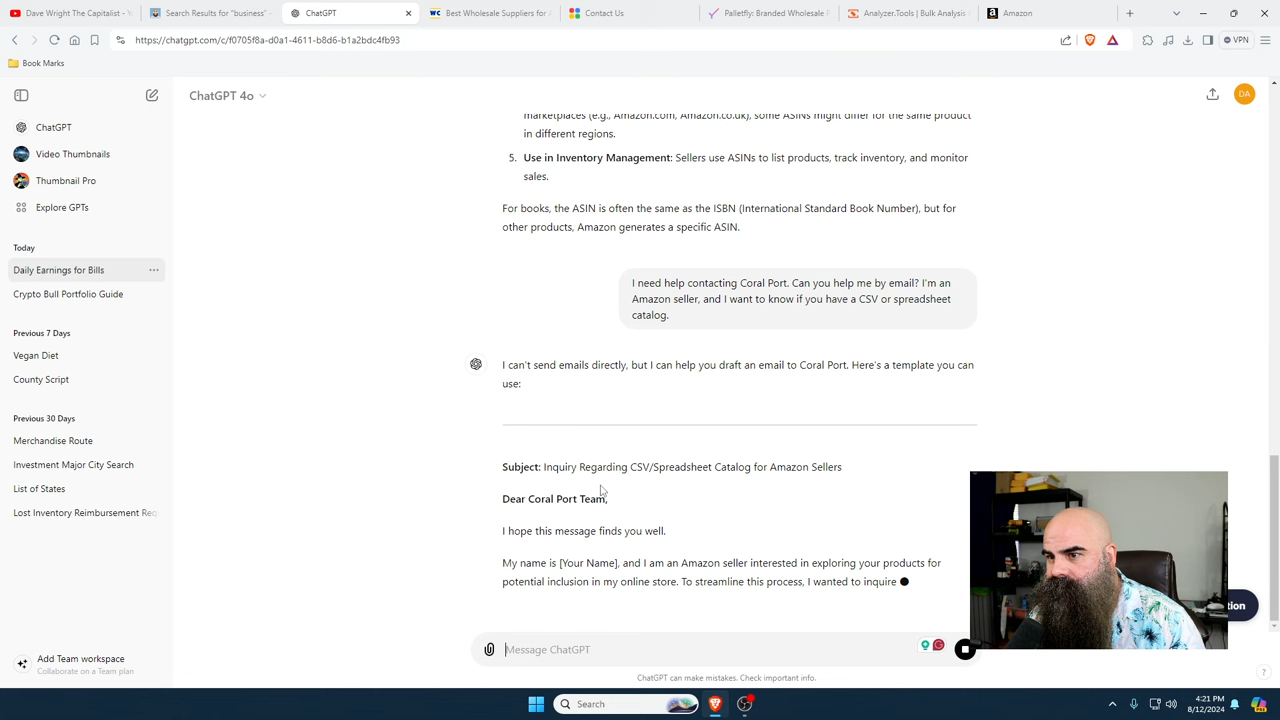 Dave Wright The Capitalist - Y
Search Results for "business" -
ChatGPT
Best Wholesale Suppliers for A
Contact Us
Palletfly: Branded Wholesale P
Analyzer.Tools | Bulk Analysis
Amazon
https://chatgpt.com/c/f0705f8a-d0a1-4611-b8d6-b1a2bdc4fb93
VPN
Book Marks
ChatGPT 4o
DA
ChatGPT
Video Thumbnails
Thumbnail Pro
Explore GPTs
Today
Daily Earnings for Bills
Crypto Bull Portfolio Guide
Previous 7 Days
Vegan Diet
County Script
Previous 30 Days
Merchandise Route
Investment Major City Search
List of States
Lost Inventory Reimbursement Req
Add Team workspace
Collaborate on a Team plan
marketplaces (e.g., Amazon.com, Amazon.co.uk), some ASINs might differ for the same product
in different regions.
5. Use in Inventory Management: Sellers use ASINs to list products, track inventory, and monitor
sales.
For books, the ASIN is often the same as the ISBN (International Standard Book Number), but for
other products, Amazon generates a specific ASIN.
I need help contacting Coral Port. Can you help me by email? I'm an
Amazon seller, and I want to know if you have a CSV or spreadsheet
catalog.
I can't send emails directly, but I can help you draft an email to Coral Port. Here's a template you can
use:
Subject: Inquiry Regarding CSV/Spreadsheet Catalog for Amazon Sellers
Dear Coral Port Team,
I hope this message finds you well.
My name is [Your Name], and I am an Amazon seller interested in exploring your products for
potential inclusion in my online store. To streamline this process, I wanted to inquire
tion
Message ChatGPT
ChatGPT can make mistakes. Check important info.
?
Search
4:21 PM
8/12/2024